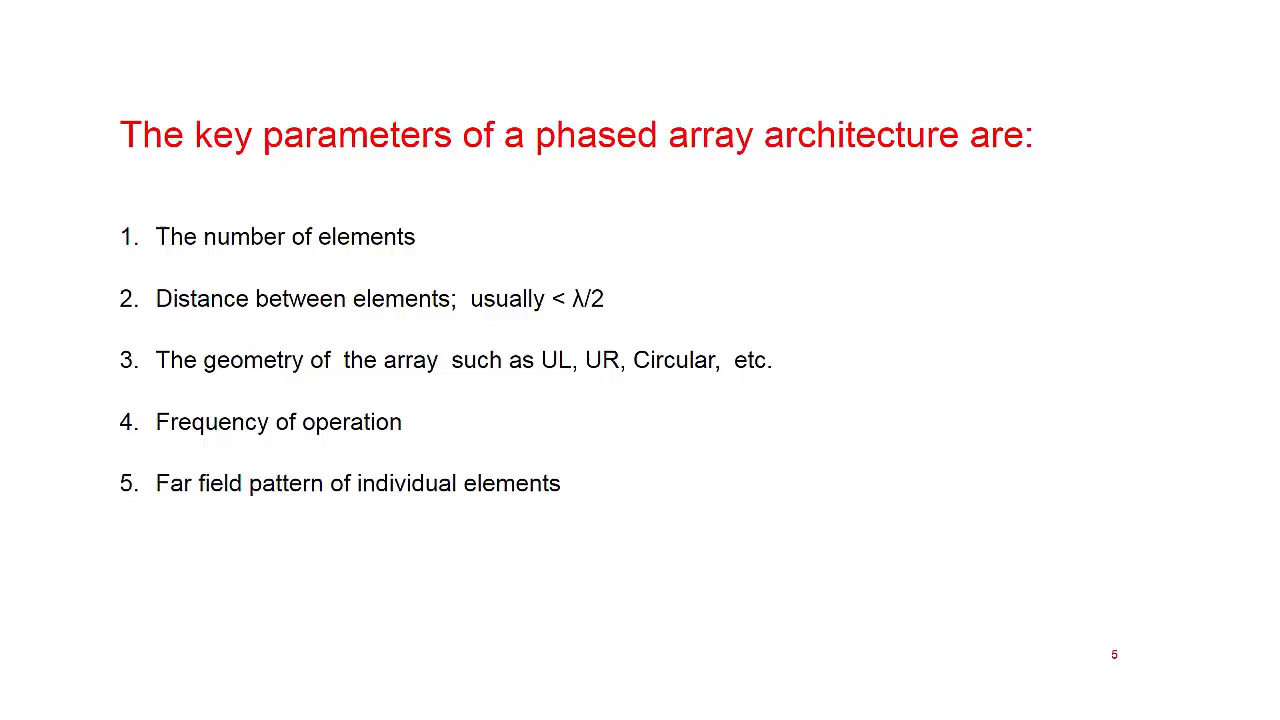 The key parameters of a phased array architecture are:
1. The number of elements
2. Distance between elements; usually < λ/2
3. The geometry of the array such as UL, UR, Circular, etc.
4. Frequency of operation
5. Far field pattern of individual elements
5